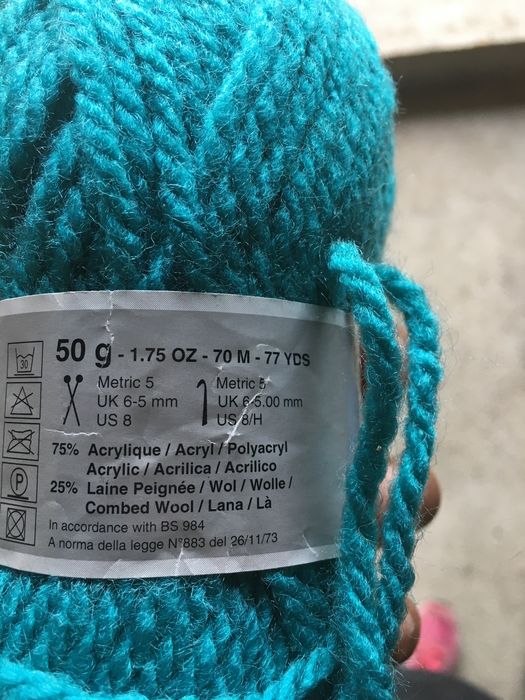 50 g - 1.75 OZ - 70 M - 77 YDS
30
Metric 5
UK 6-5 mm
US 8
Metric 5
UK 6-5.00 mm
US 8/H
75% Acrylique / Acryl / Polyacryl
Acrylic / Acrilica / Acrilico
25% Laine Peignée / Wol / Wolle /
Combed Wool / Lana / Là
P
In accordance with BS 984
A norma della legge N°883 del 26/11/73